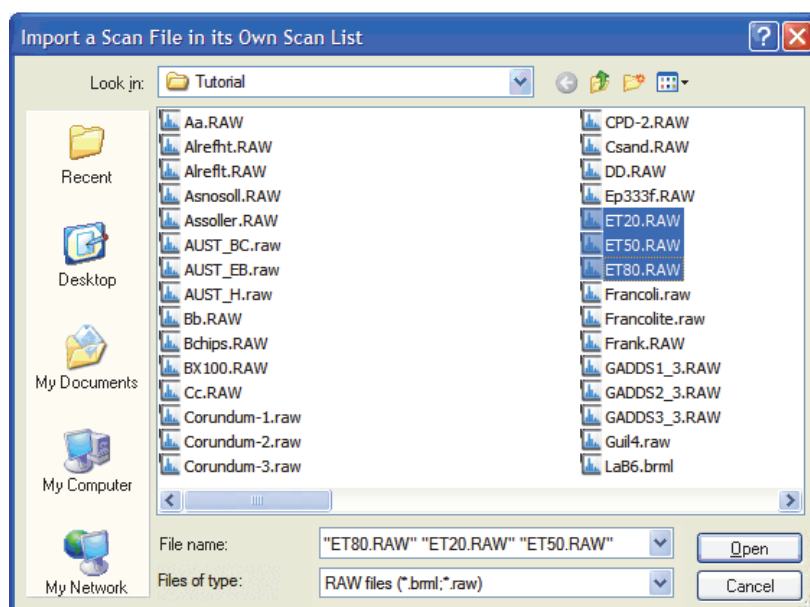 Import a Scan File in its Own Scan List
Look in:
Tutorial
Recent
Desktop
My Documents
My Computer
My Network
Aa.RAW
Alrefht.RAW
Alreflt.RAW
Asnosoll.RAW
Assoller.RAW
AUST_BC.raw
AUST_EB.raw
AUST_H.raw
Bb.RAW
Bchips.RAW
BX100.RAW
Cc.RAW
Corundum-1.raw
Corundum-2.raw
Corundum-3.raw
CPD-2.RAW
Csand.RAW
DD.RAW
Ep333f.RAW
ET20.RAW
ET50.RAW
ET80.RAW
Francoli.raw
Francolite.raw
Frank.RAW
GADDS1_3.RAW
GADDS2_3.RAW
GADDS3_3.RAW
Guil4.raw
LaB6.brml
File name:
"ET80.RAW" "ET20.RAW" "ET50.RAW"
Open
Files of type:
RAW files (*.brml;*.raw)
Cancel